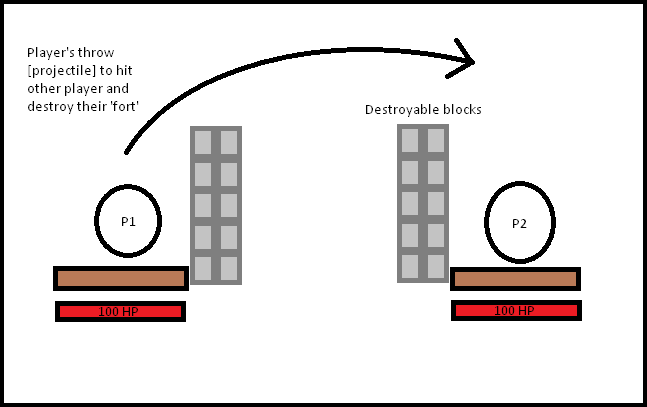 Player's throw
[projectile] to hit
other player and
destroy their 'fort'
Destroyable blocks
P1
P2
100 HP
100 HP